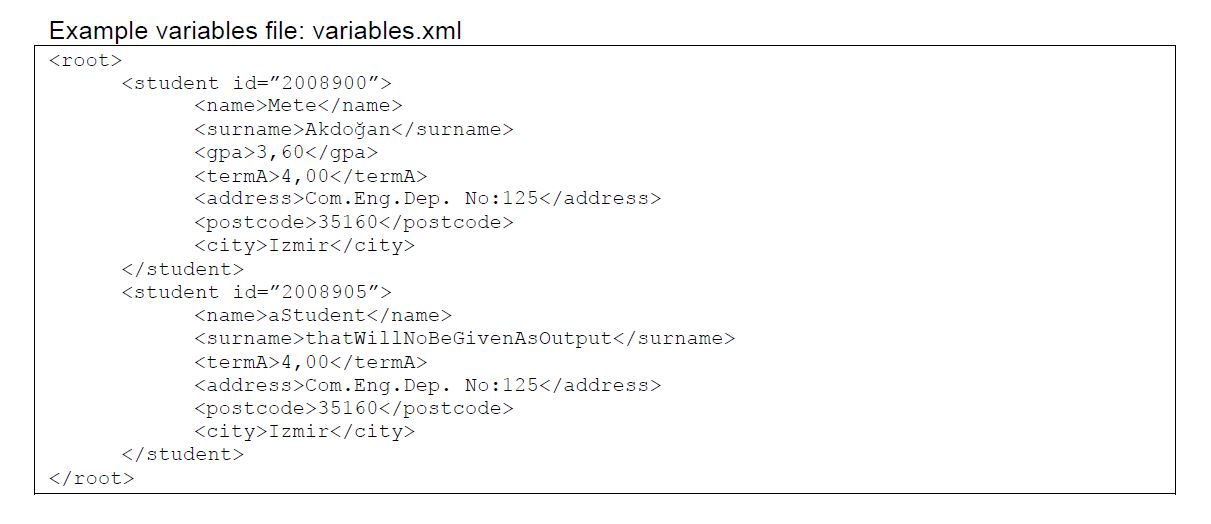 Example variables file: variables.xml
<root>
<student id=”2008900”>
<name>Mete</name>
<surname>Akdoğan</surname>
<gpa>3,60</gpa>
<termA>4,00</termA>
<address>Com.Eng.Dep. No:125</address>
<postcode>35160</postcode>
<city>Izmir</city>
</student>
<student id=”2008905”>
<name>aStudent</name>
<surname>thatWillNoBeGivenAsOutput</surname>
<termA>4,00</termA>
<address>Com.Eng.Dep. No:125</address>
<postcode>35160</postcode>
<city>Izmir</city>
</student>
</root>